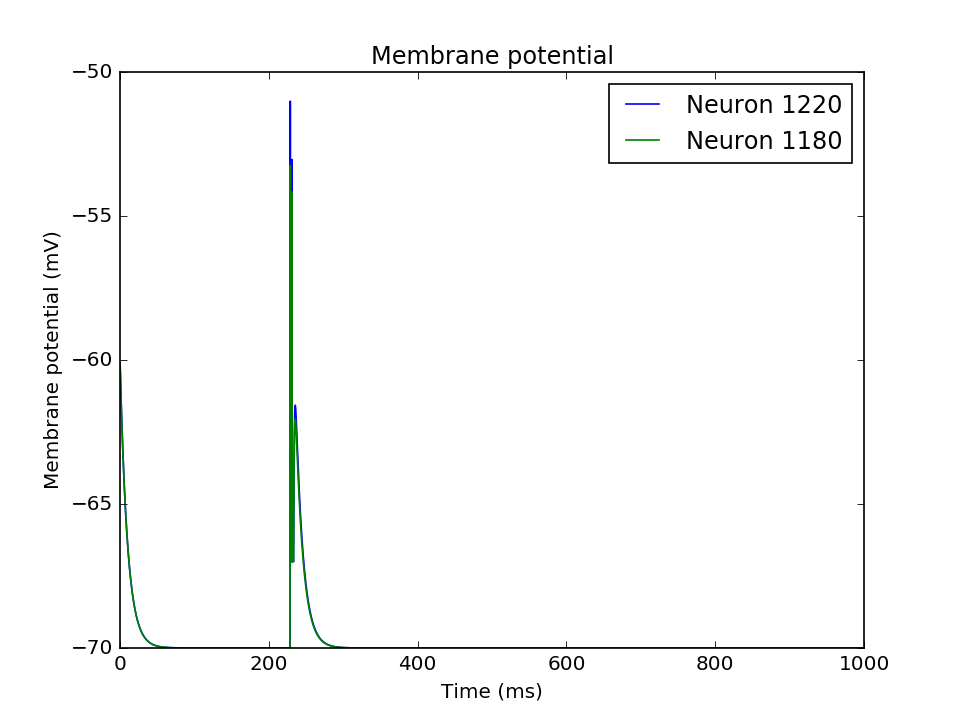 Membrane potential
Neuron 1220
Neuron 1180
Membrane potential (mV)
−50
−55
−60
−65
−70
0 200 400 600 800 1000
Time (ms)